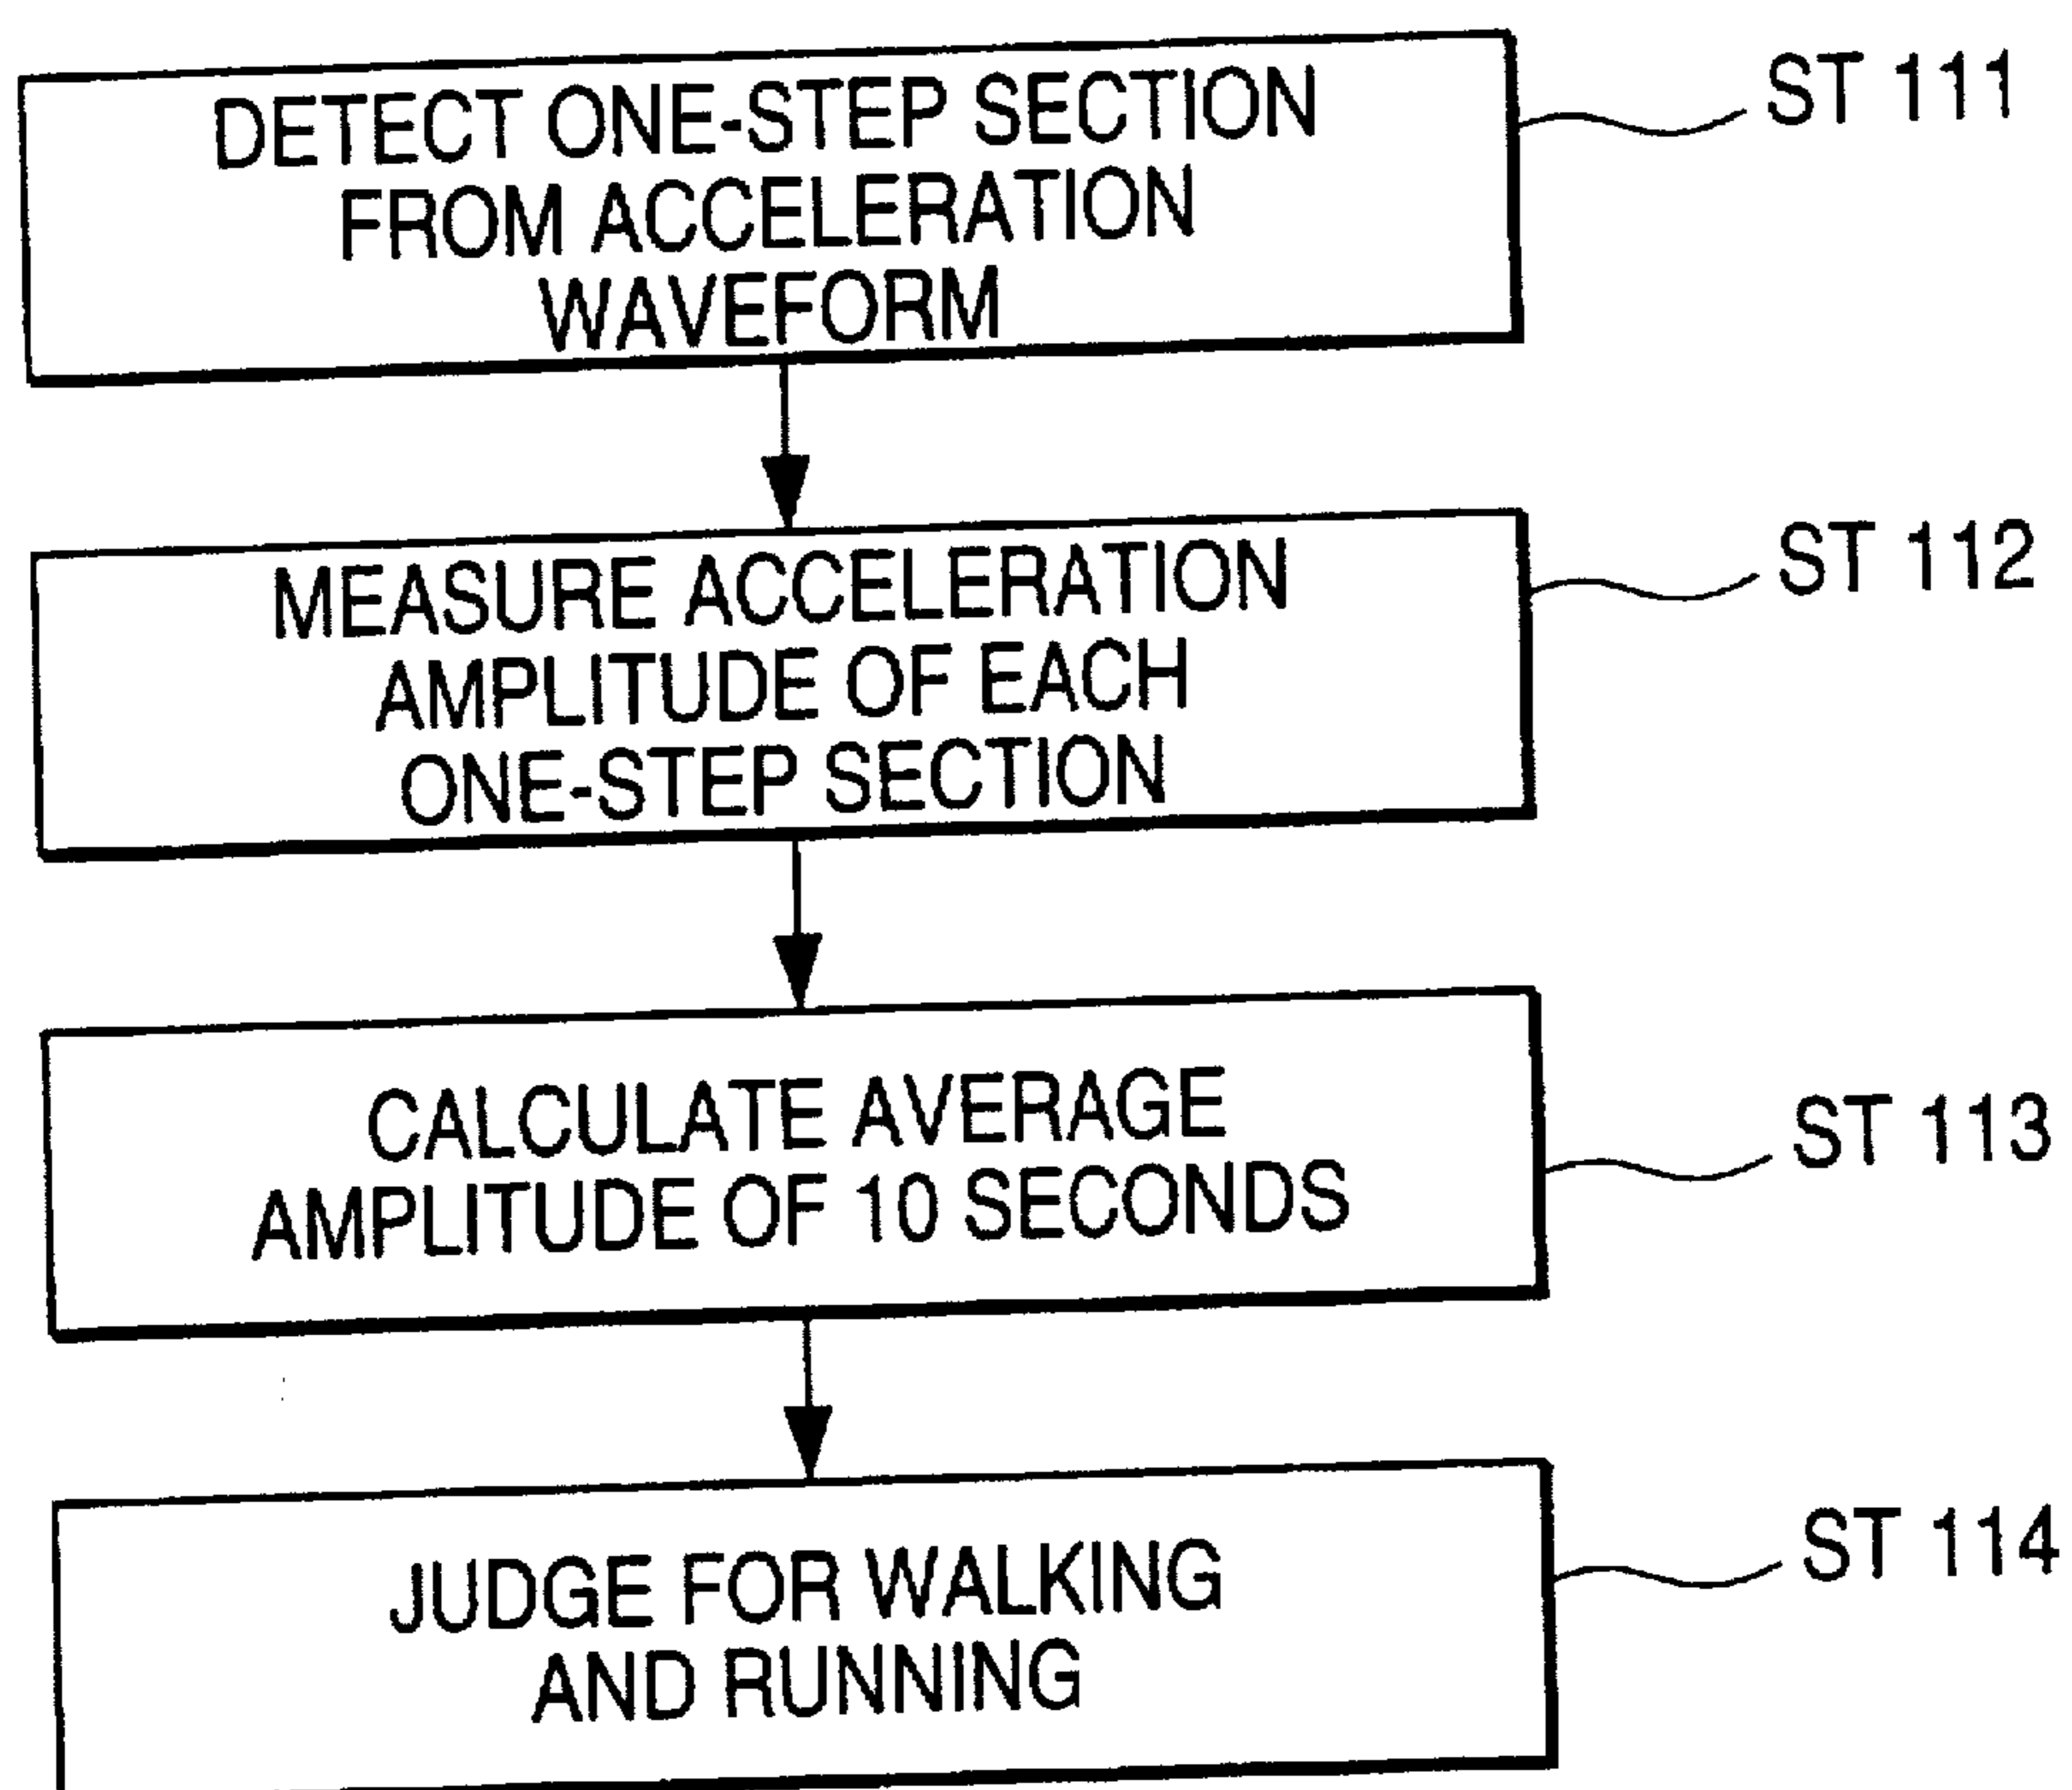 DETECT ONE-STEP SECTION
FROM ACCELERATION
WAVEFORM
ST 111
MEASURE ACCELERATION
AMPLITUDE OF EACH
ONE-STEP SECTION
ST 112
CALCULATE AVERAGE
AMPLITUDE OF 10 SECONDS
ST 113
JUDGE FOR WALKING
AND RUNNING
ST 114